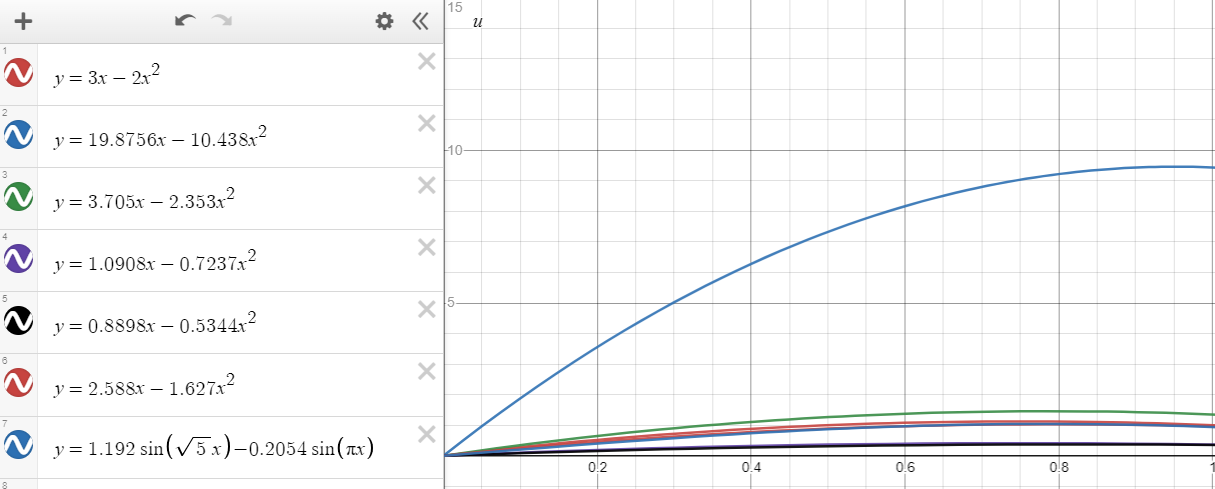 1
y = 3x − 2x²
2
y = 19.8756x − 10.438x²
3
y = 3.705x − 2.353x²
4
y = 1.0908x − 0.7237x²
5
y = 0.8898x − 0.5344x²
6
y = 2.588x − 1.627x²
7
y = 1.192 sin(√5 x) − 0.2054 sin(πx)
8
15
u
10
5
0.2 0.4 0.6 0.8 1